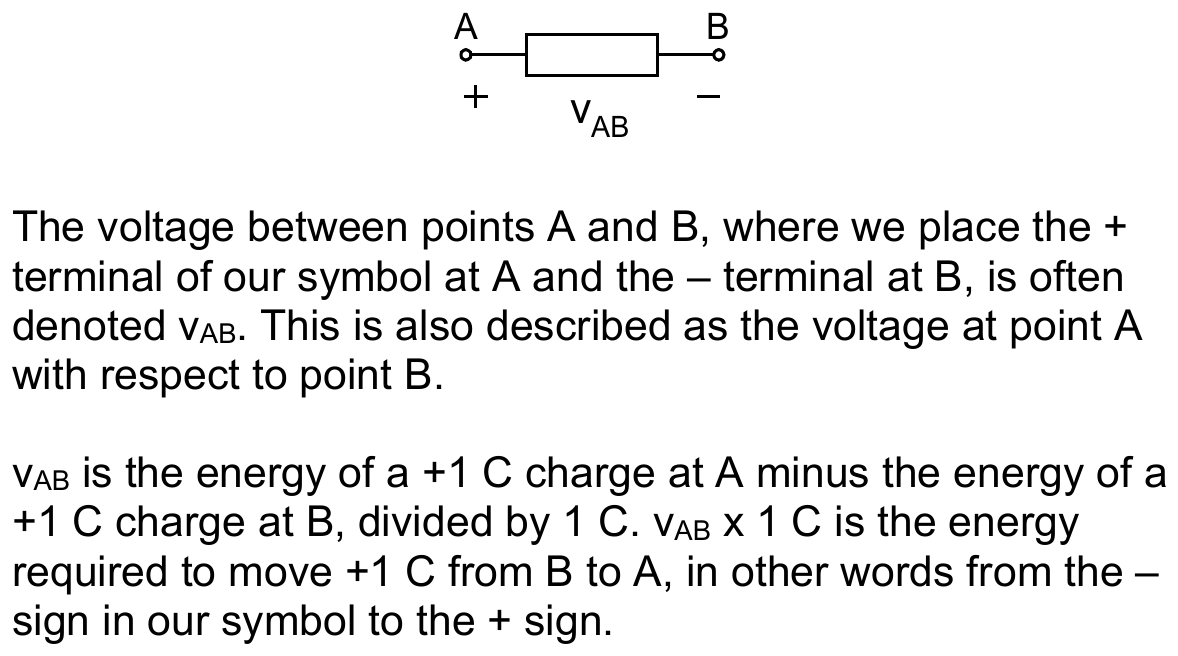 A B
+ –
vAB
The voltage between points A and B, where we place the +
terminal of our symbol at A and the – terminal at B, is often
denoted vAB. This is also described as the voltage at point A
with respect to point B.
vAB is the energy of a +1 C charge at A minus the energy of a
+1 C charge at B, divided by 1 C. vAB x 1 C is the energy
required to move +1 C from B to A, in other words from the –
sign in our symbol to the + sign.